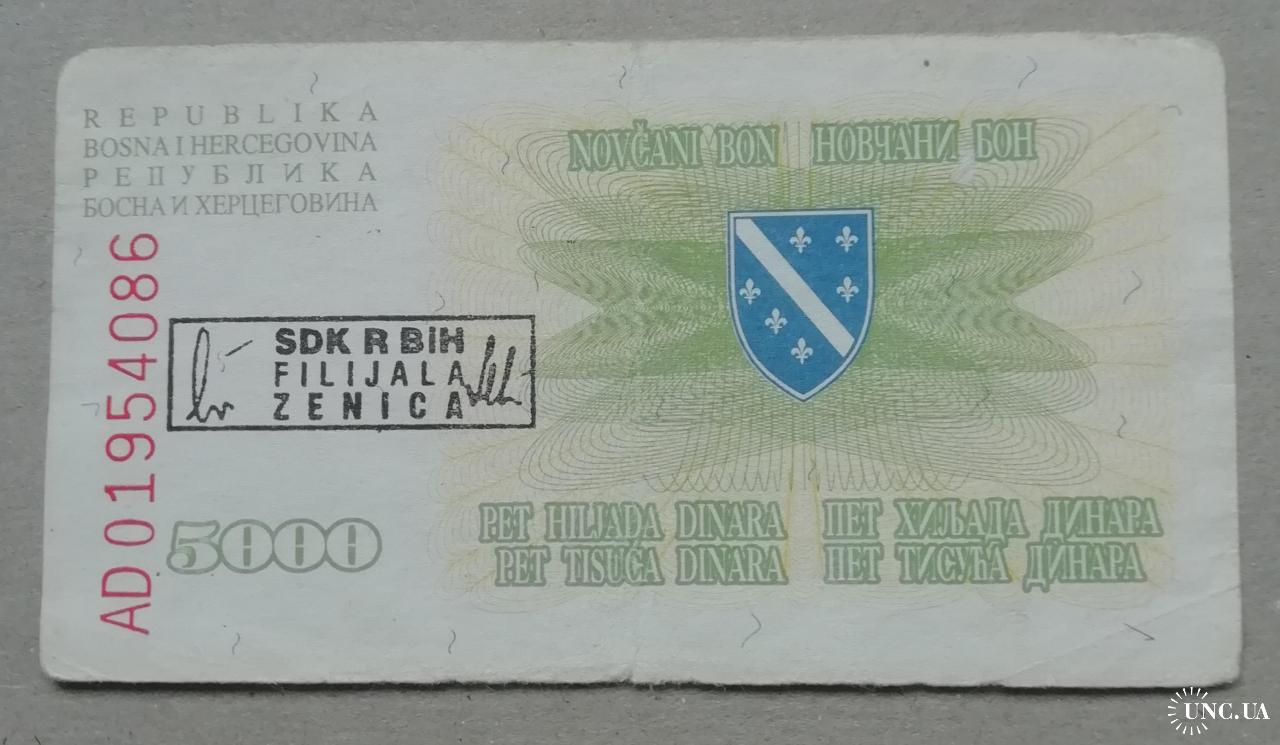 REPUBLIKA
BOSNA I HERCEGOVINA
РЕПУБЛИКА
БОСНА И ХЕРЦЕГОВИНА
NOVČANI BON НОВЧАНИ БОН
AD 01954086
SDK R BiH
FILIJALA
ZENICA
5000
PET HILJADA DINARA ПЕТ ХИЉАДА ДИНАРА
PET TISUĆA DINARA ПЕТ ТИСУЋА ДИНАРА
UNC.UA